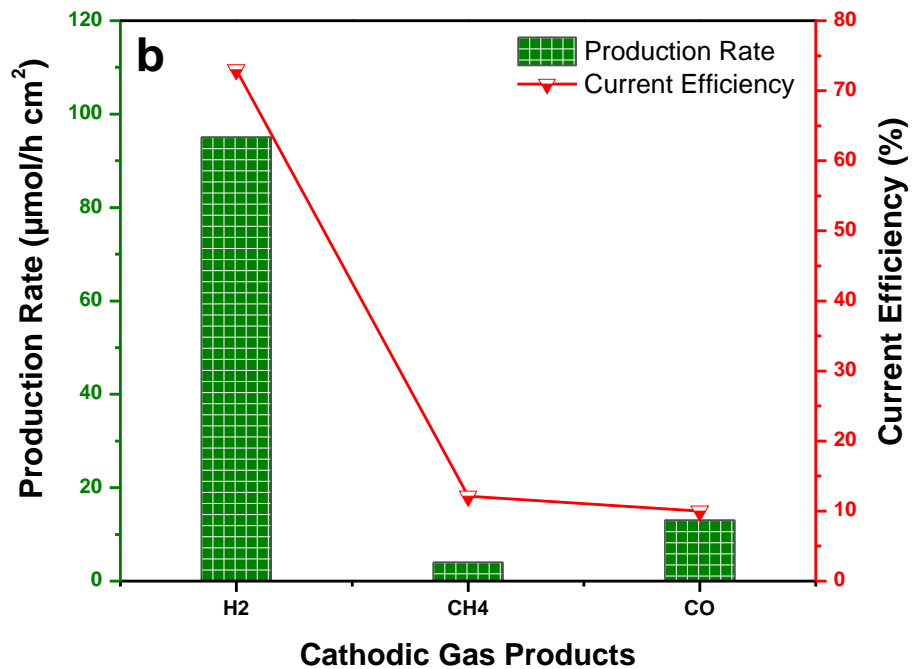 b
Production Rate
Current Efficiency
Production Rate (µmol/h cm²)
120
100
80
60
40
20
0
80
70
60
50
40
30
20
10
0
Current Efficiency (%)
H2 CH4 CO
Cathodic Gas Products